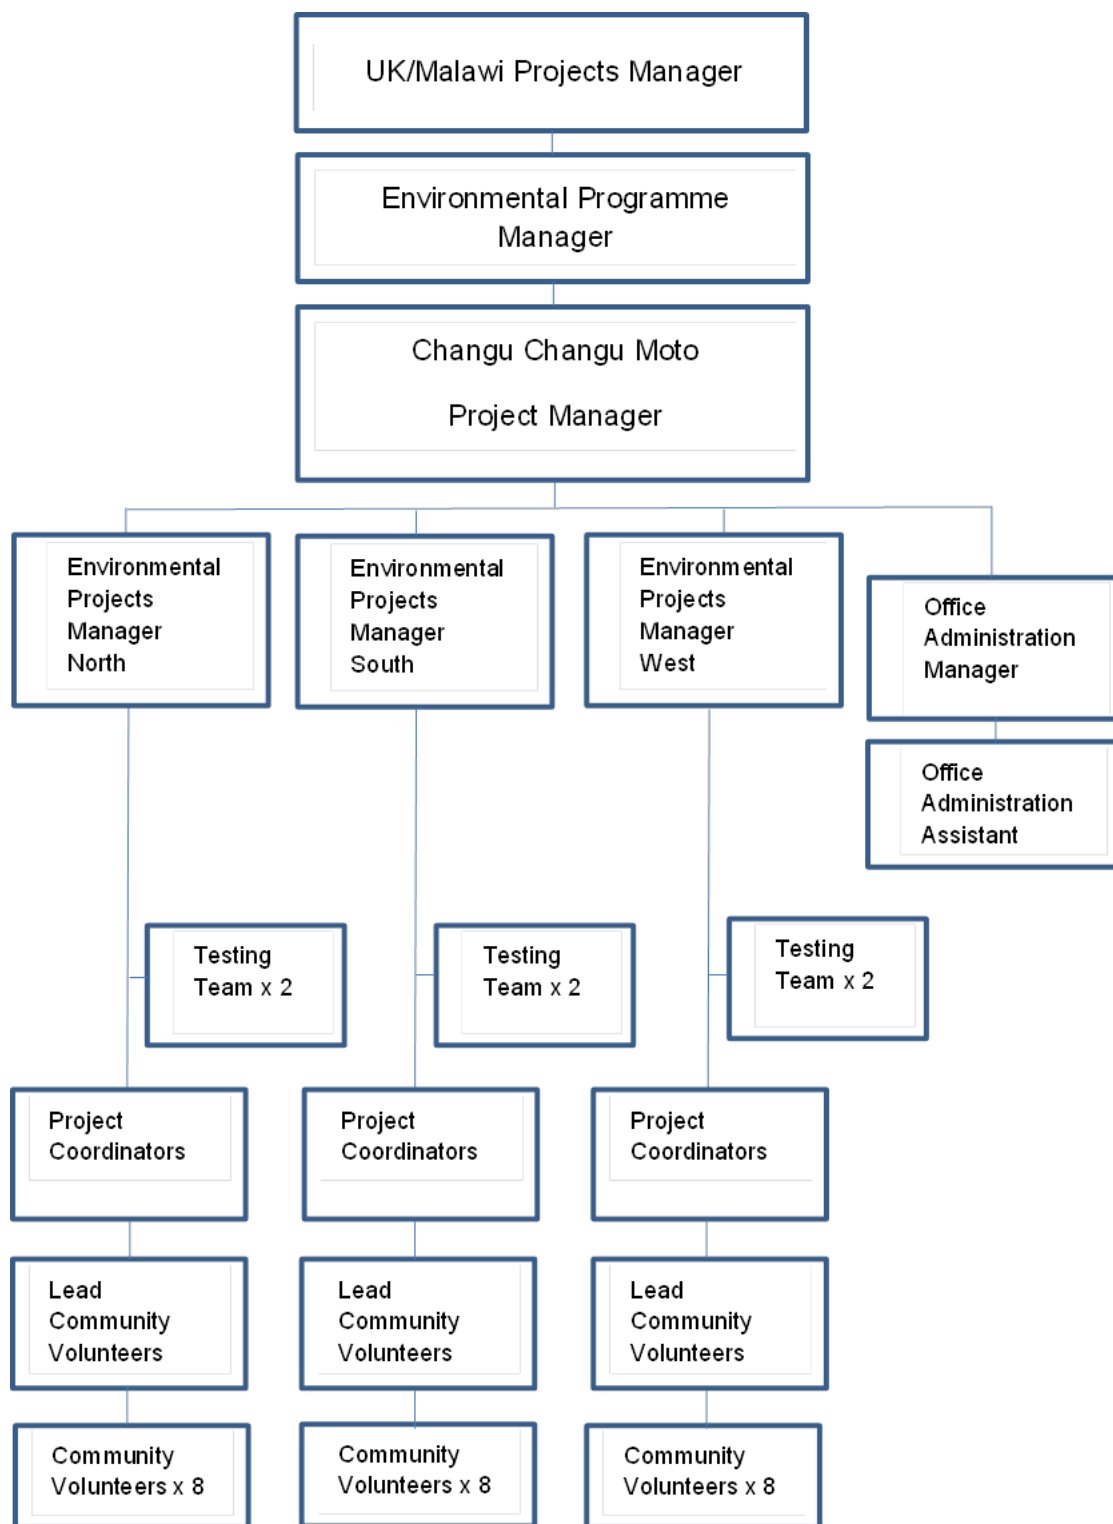 UK/Malawi Projects Manager
Environmental Programme
Manager
Changu Changu Moto
Project Manager
Environmental
Projects
Manager
North
Environmental
Projects
Manager
South
Environmental
Projects
Manager
West
Office
Administration
Manager
Office
Administration
Assistant
Testing
Team x 2
Testing
Team x 2
Testing
Team x 2
Project
Coordinators
Project
Coordinators
Project
Coordinators
Lead
Community
Volunteers
Lead
Community
Volunteers
Lead
Community
Volunteers
Community
Volunteers x 8
Community
Volunteers x 8
Community
Volunteers x 8